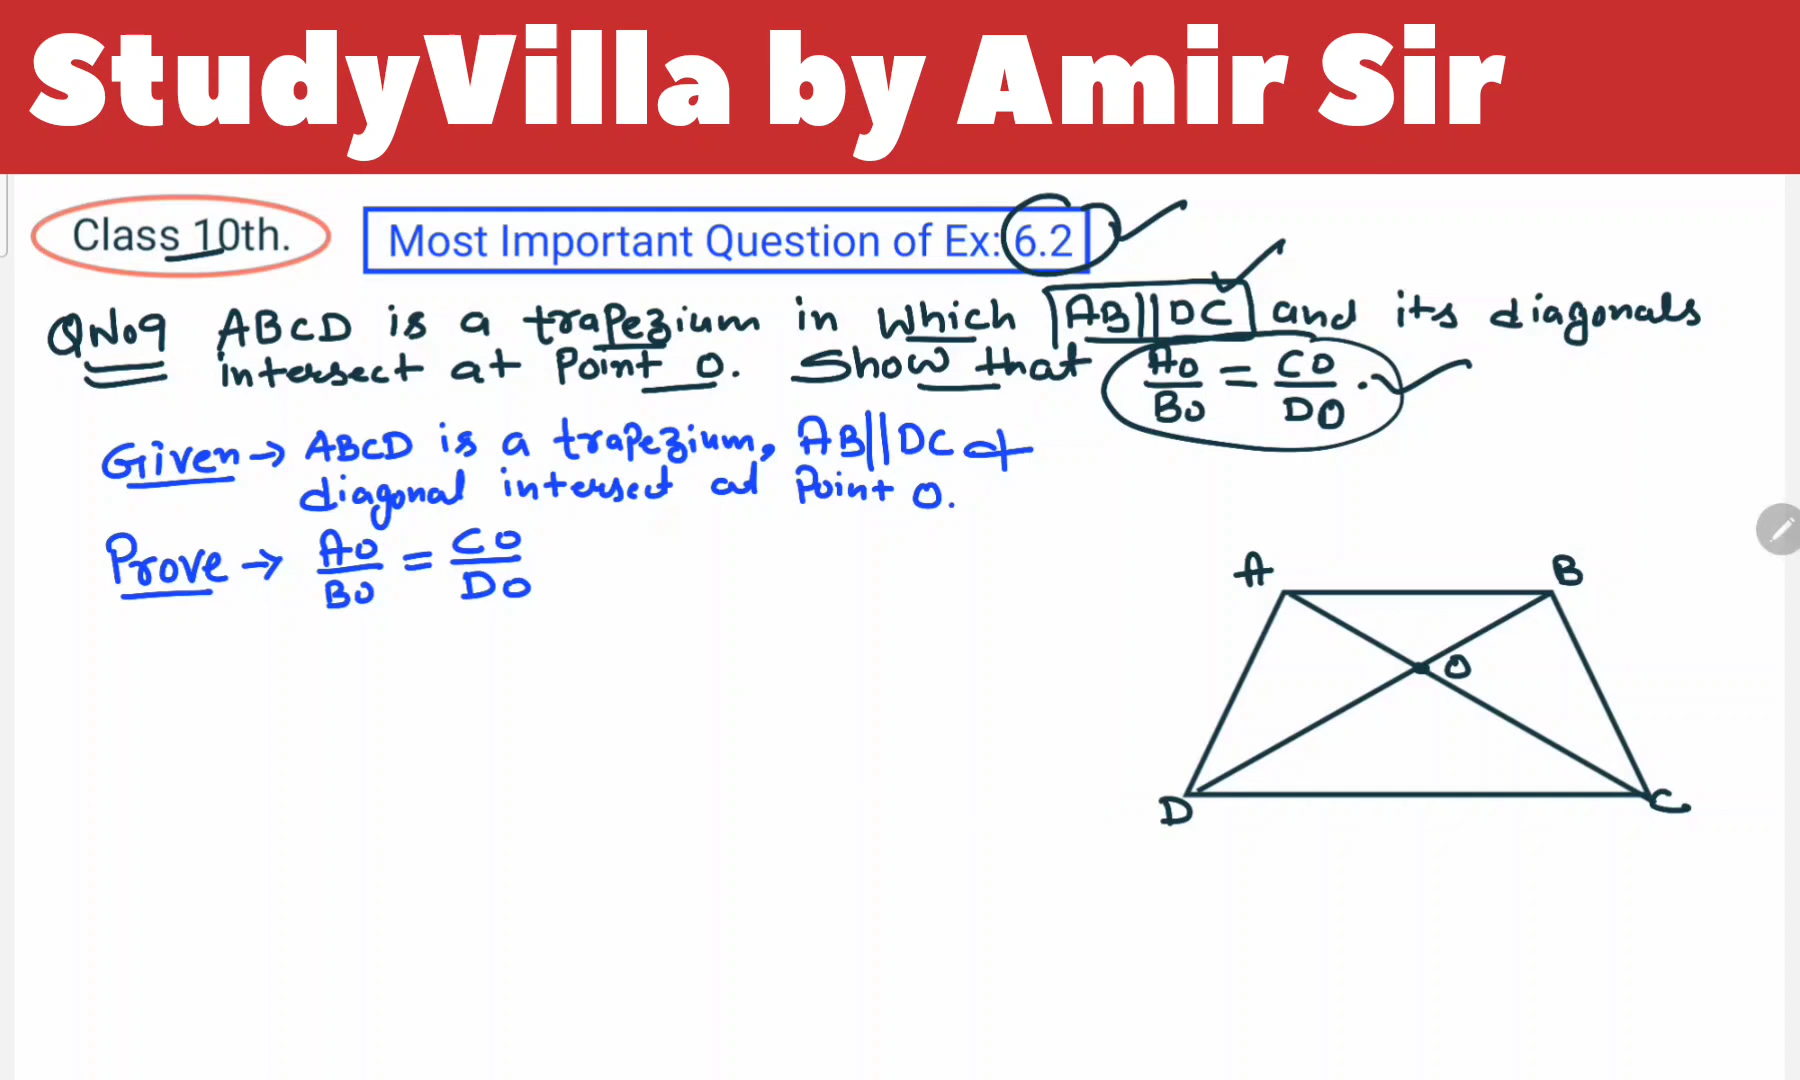 StudyVilla by Amir Sir
Class 10th. Most Important Question of Ex: 6.2
QNo9 ABCD is a trapezium in which AB||DC and its diagonals
intersect at Point O. Show that AO/BO = CO/DO.
Given → ABCD is a trapezium, AB||DC &
diagonal intersect at Point O.
Prove → AO/BO = CO/DO
A B
O
D C